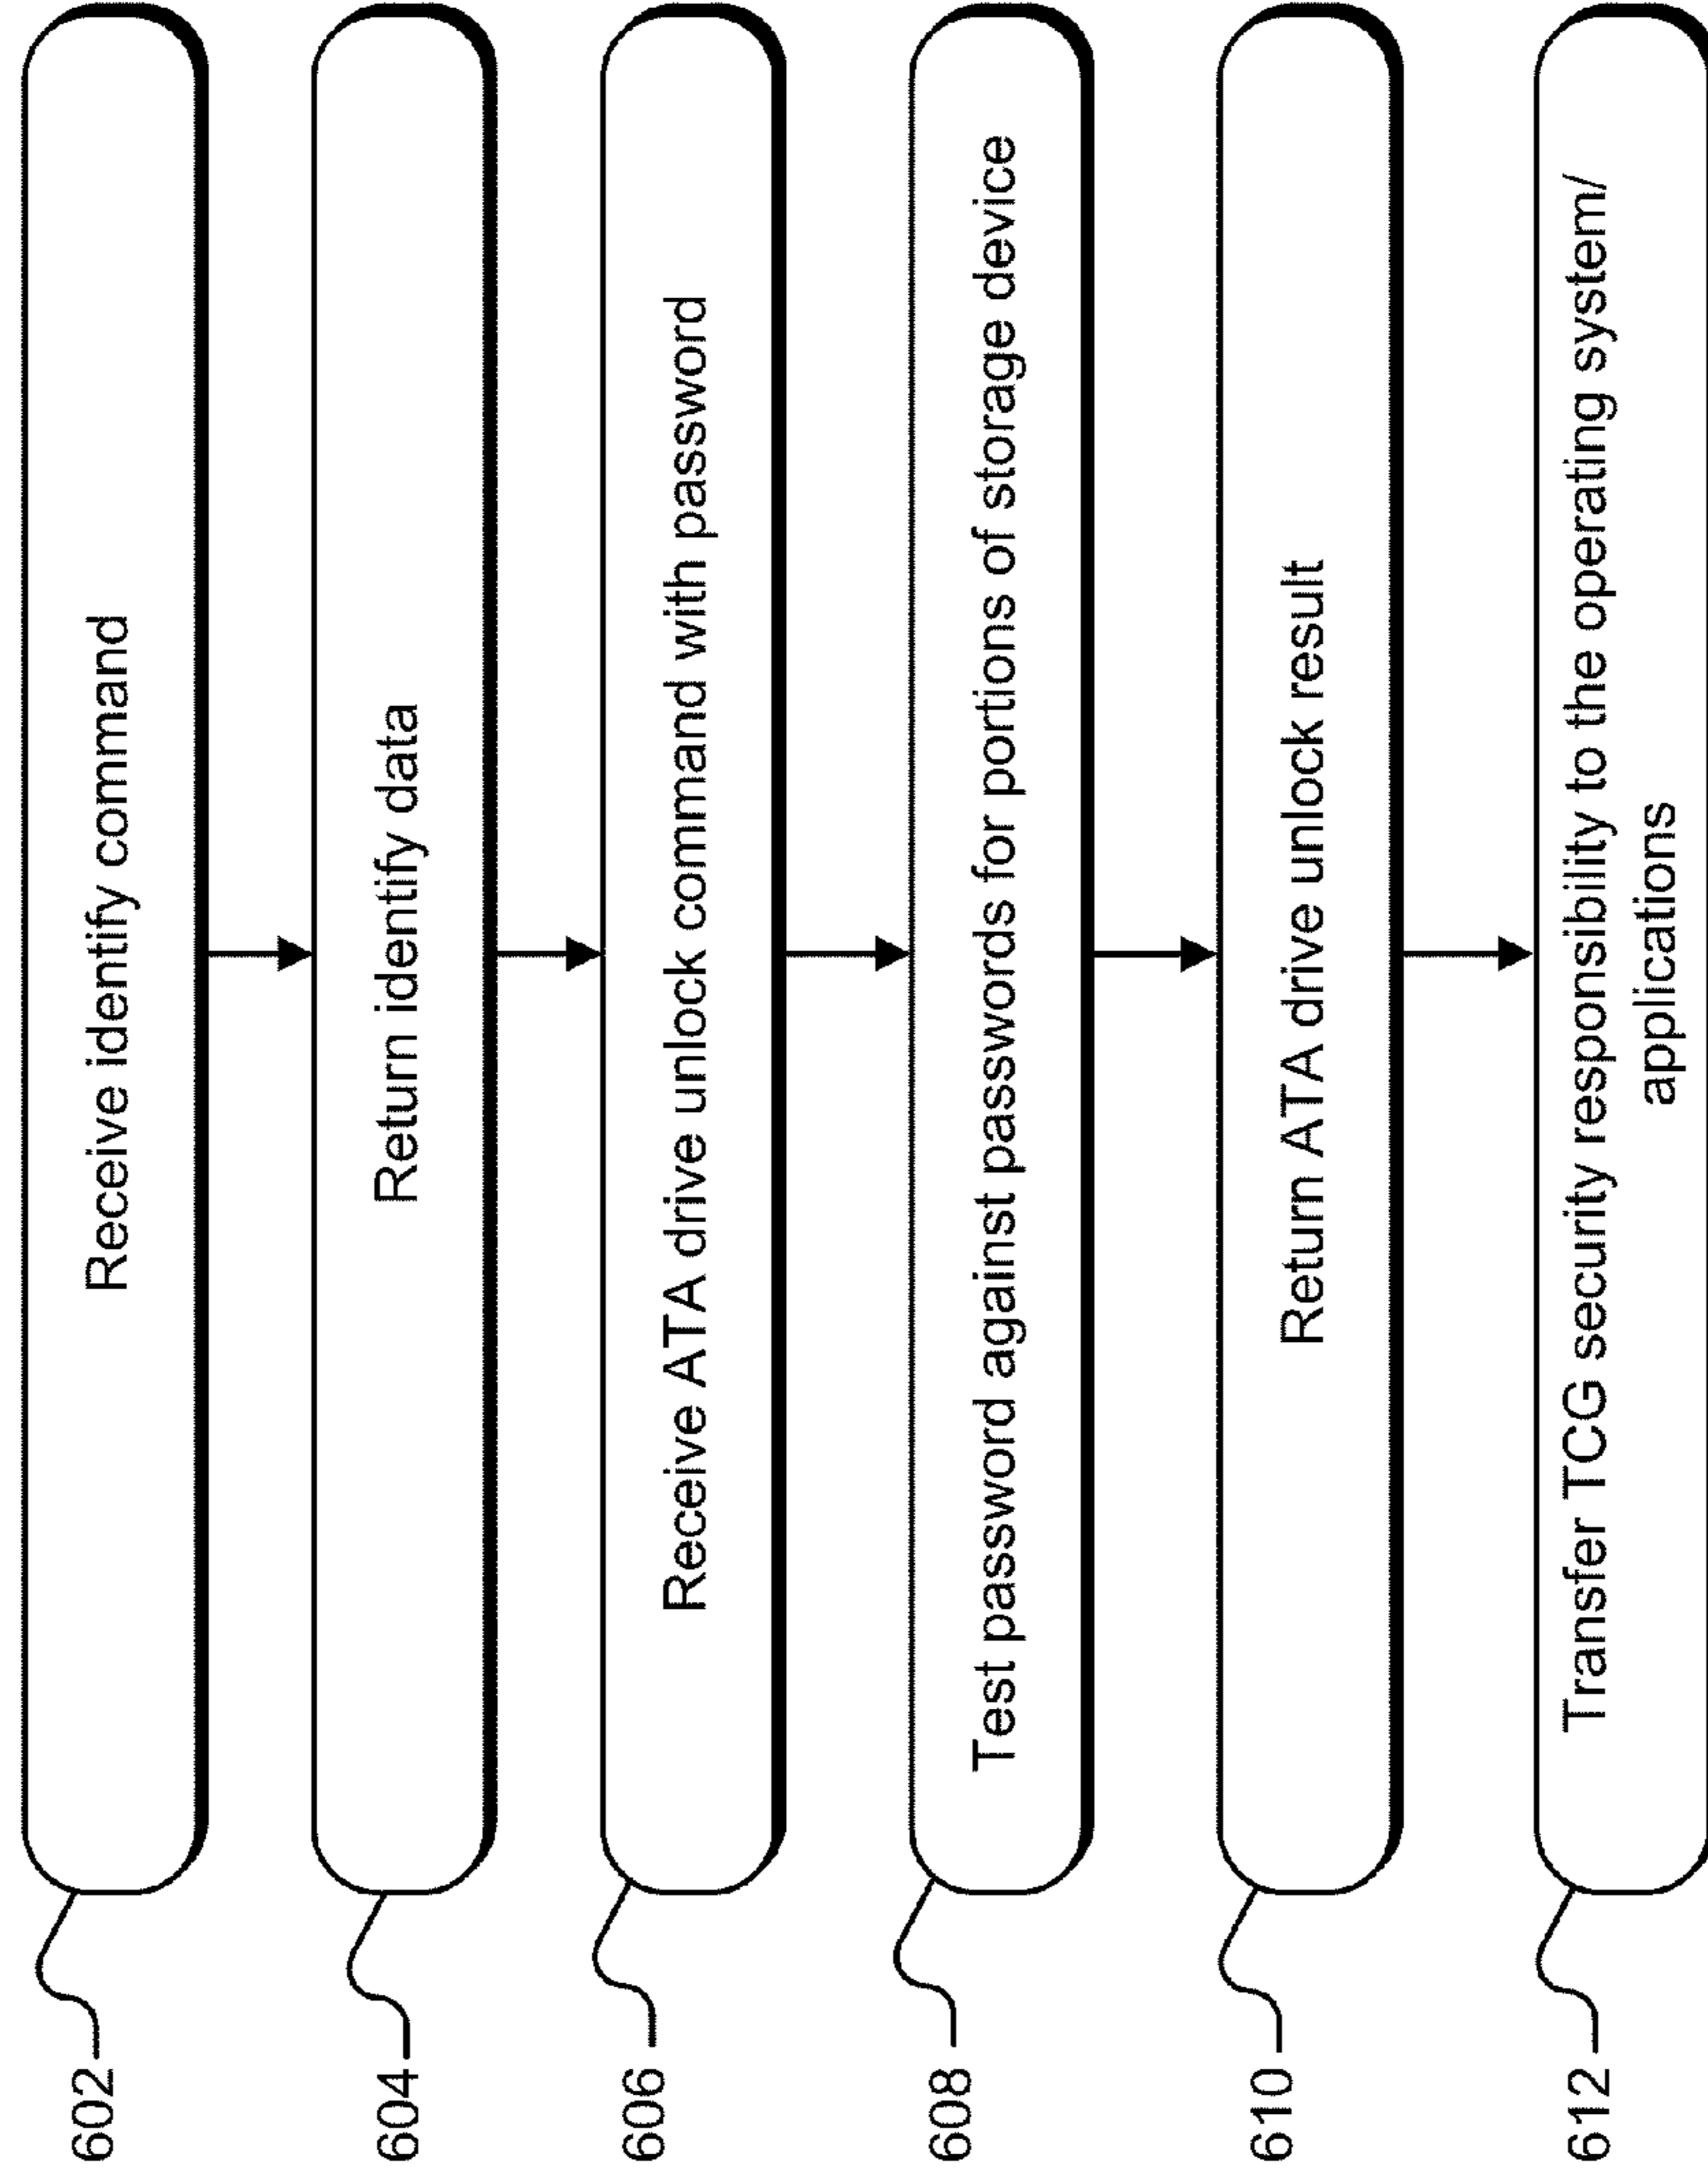 602
Receive identify command
604
Return identify data
606
Receive ATA drive unlock command with password
608
Test password against passwords for portions of storage device
610
Return ATA drive unlock result
612
Transfer TCG security responsibility to the operating system/
applications